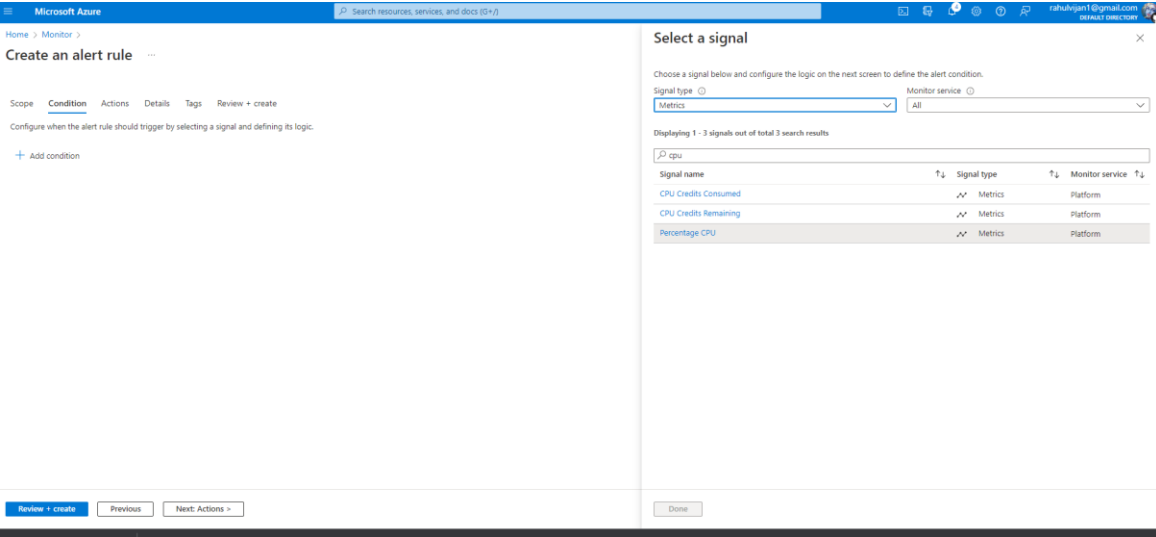 Microsoft Azure
Search resources, services, and docs (G+/)
4
rahulvijan1@gmail.com
DEFAULT DIRECTORY
Home > Monitor >
Create an alert rule ...
Scope Condition Actions Details Tags Review + create
Configure when the alert rule should trigger by selecting a signal and defining its logic.
+ Add condition
Review + create Previous Next: Actions >
Select a signal
Choose a signal below and configure the logic on the next screen to define the alert condition.
Signal type Monitor service
Metrics All
Displaying 1 - 3 signals out of total 3 search results
cpu
Signal name Signal type Monitor service
CPU Credits Consumed Metrics Platform
CPU Credits Remaining Metrics Platform
Percentage CPU Metrics Platform
Done